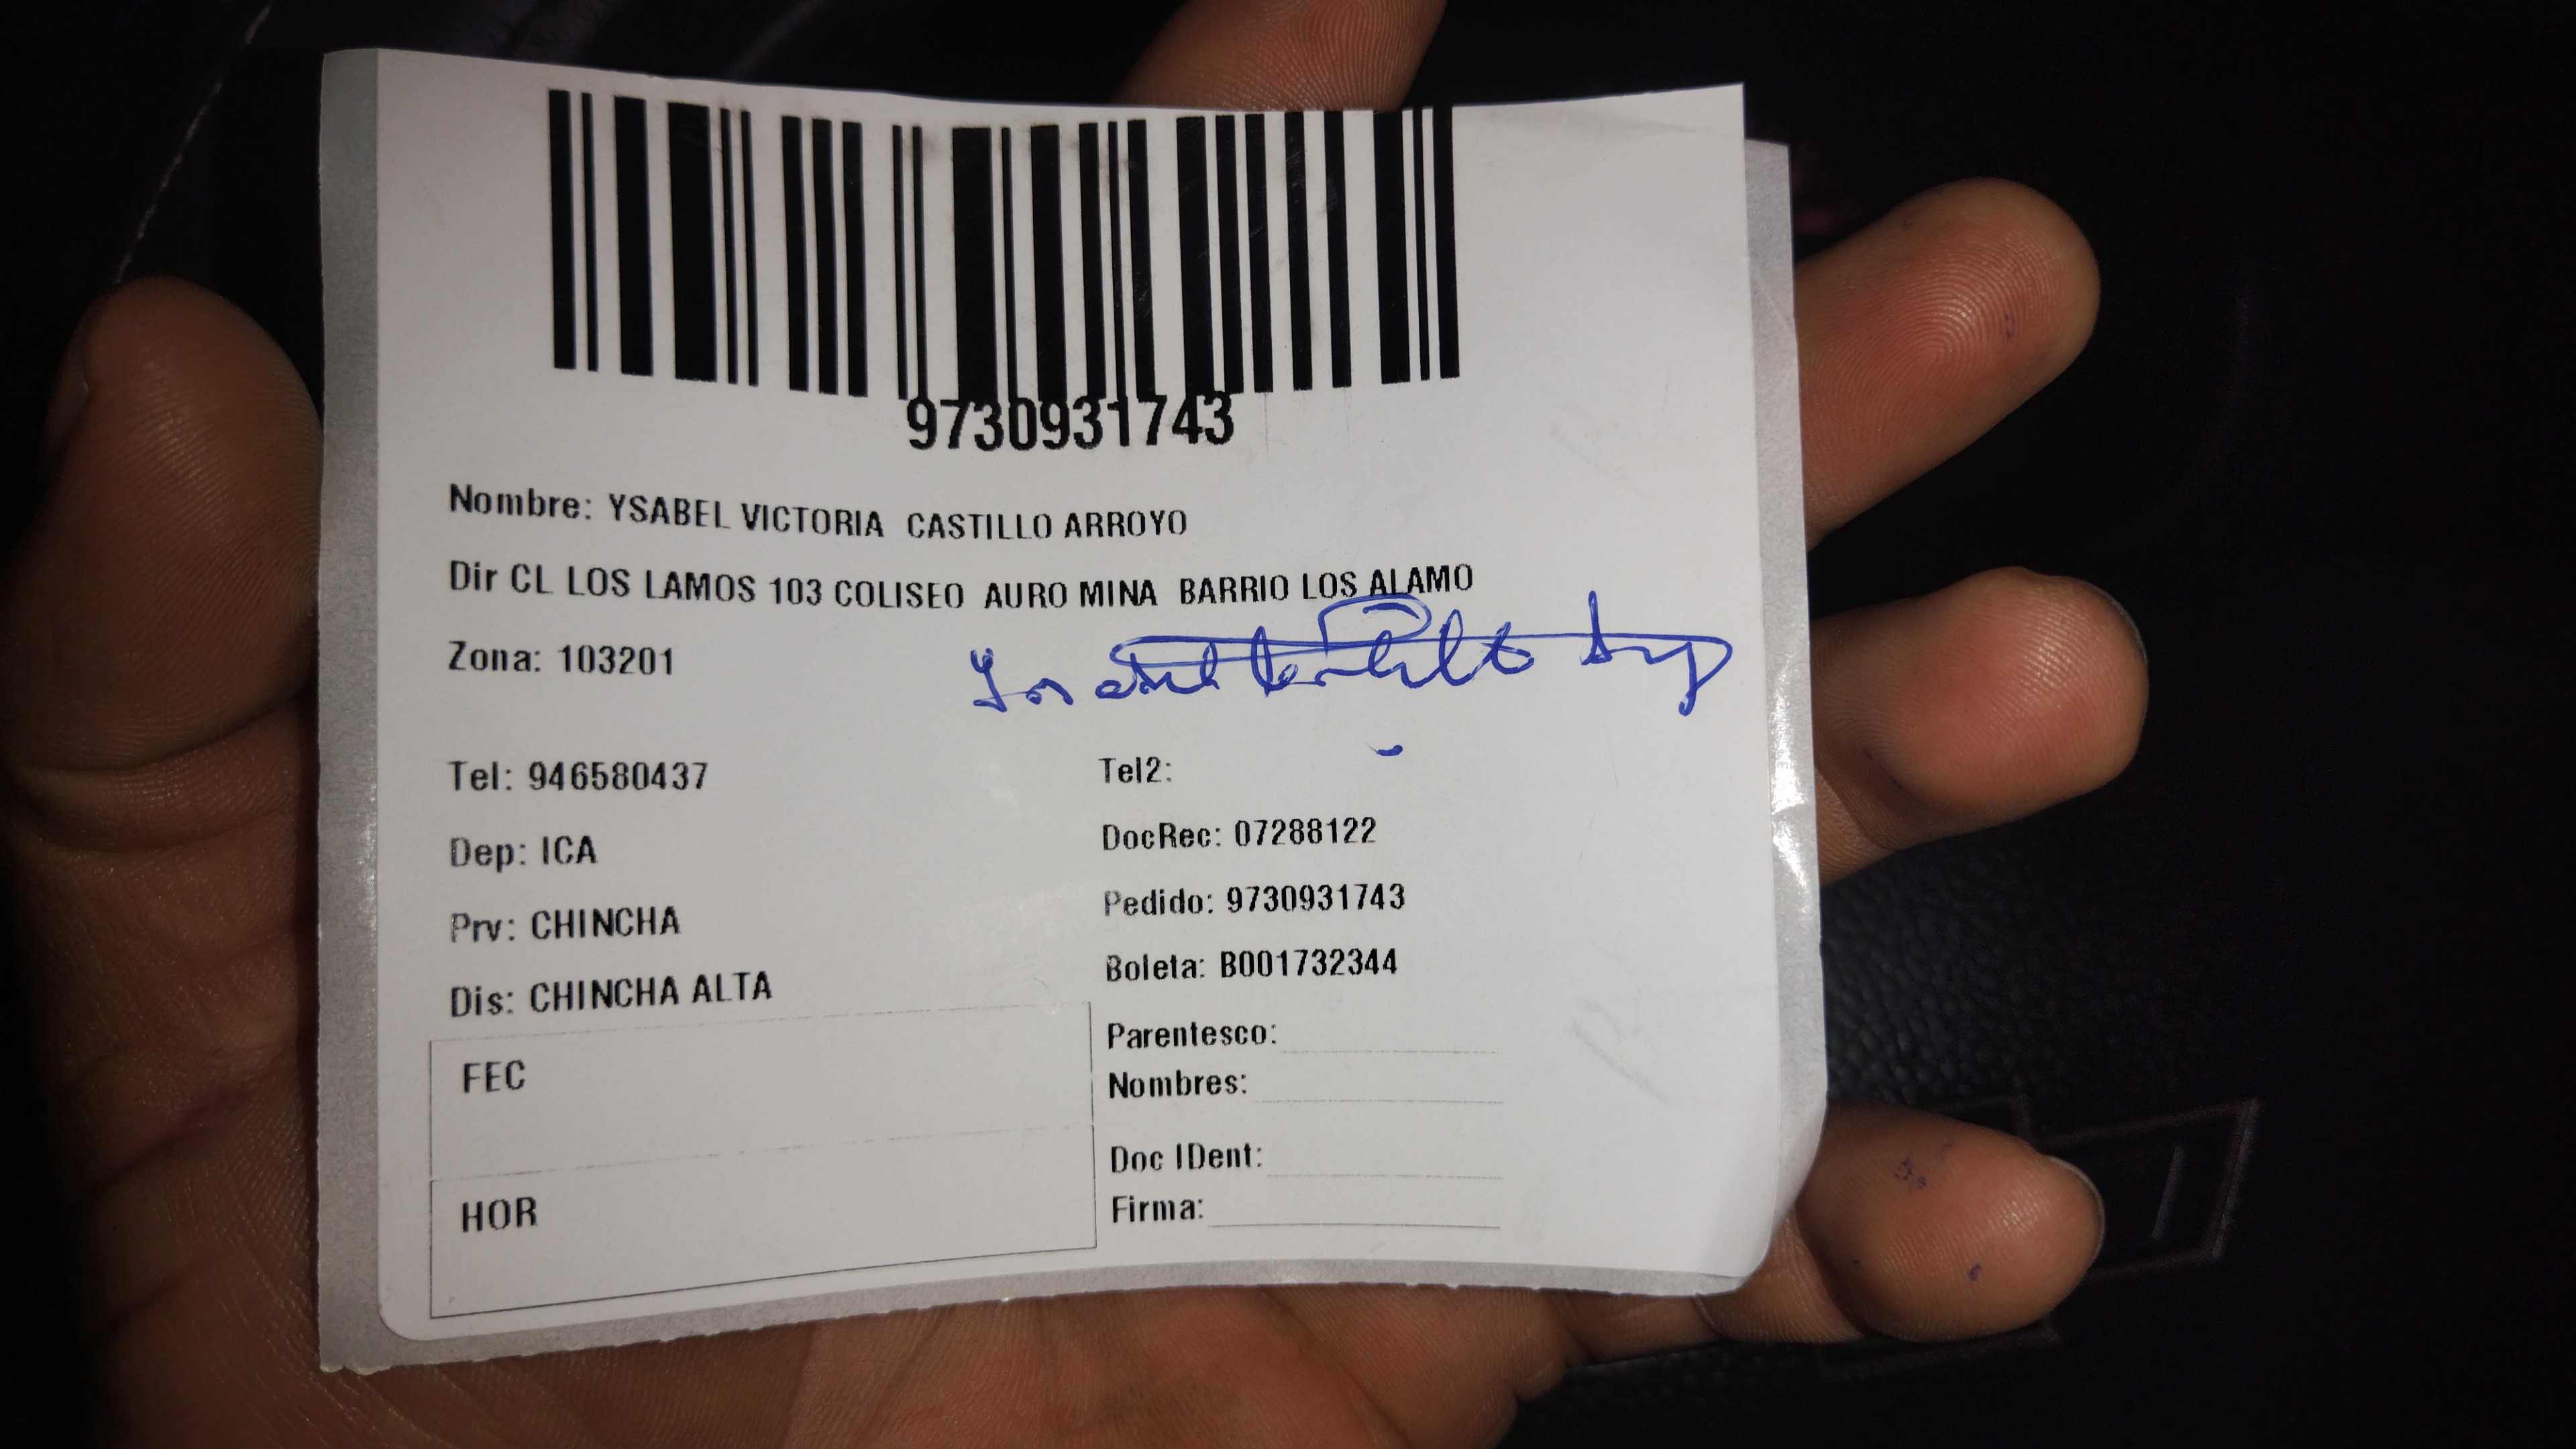 9730931743
Nombre: YSABEL VICTORIA CASTILLO ARROYO
Dir CL LOS LAMOS 103 COLISEO AURO MINA BARRIO LOS ALAMO
Zona: 103201
Tel: 946580437
Tel2:
Dep: ICA
DocRec: 07288122
Prv: CHINCHA
Pedido: 9730931743
Dis: CHINCHA ALTA
Boleta: B001732344
FEC
Parentesco:
Nombres:
HOR
Doc IDent:
Firma: